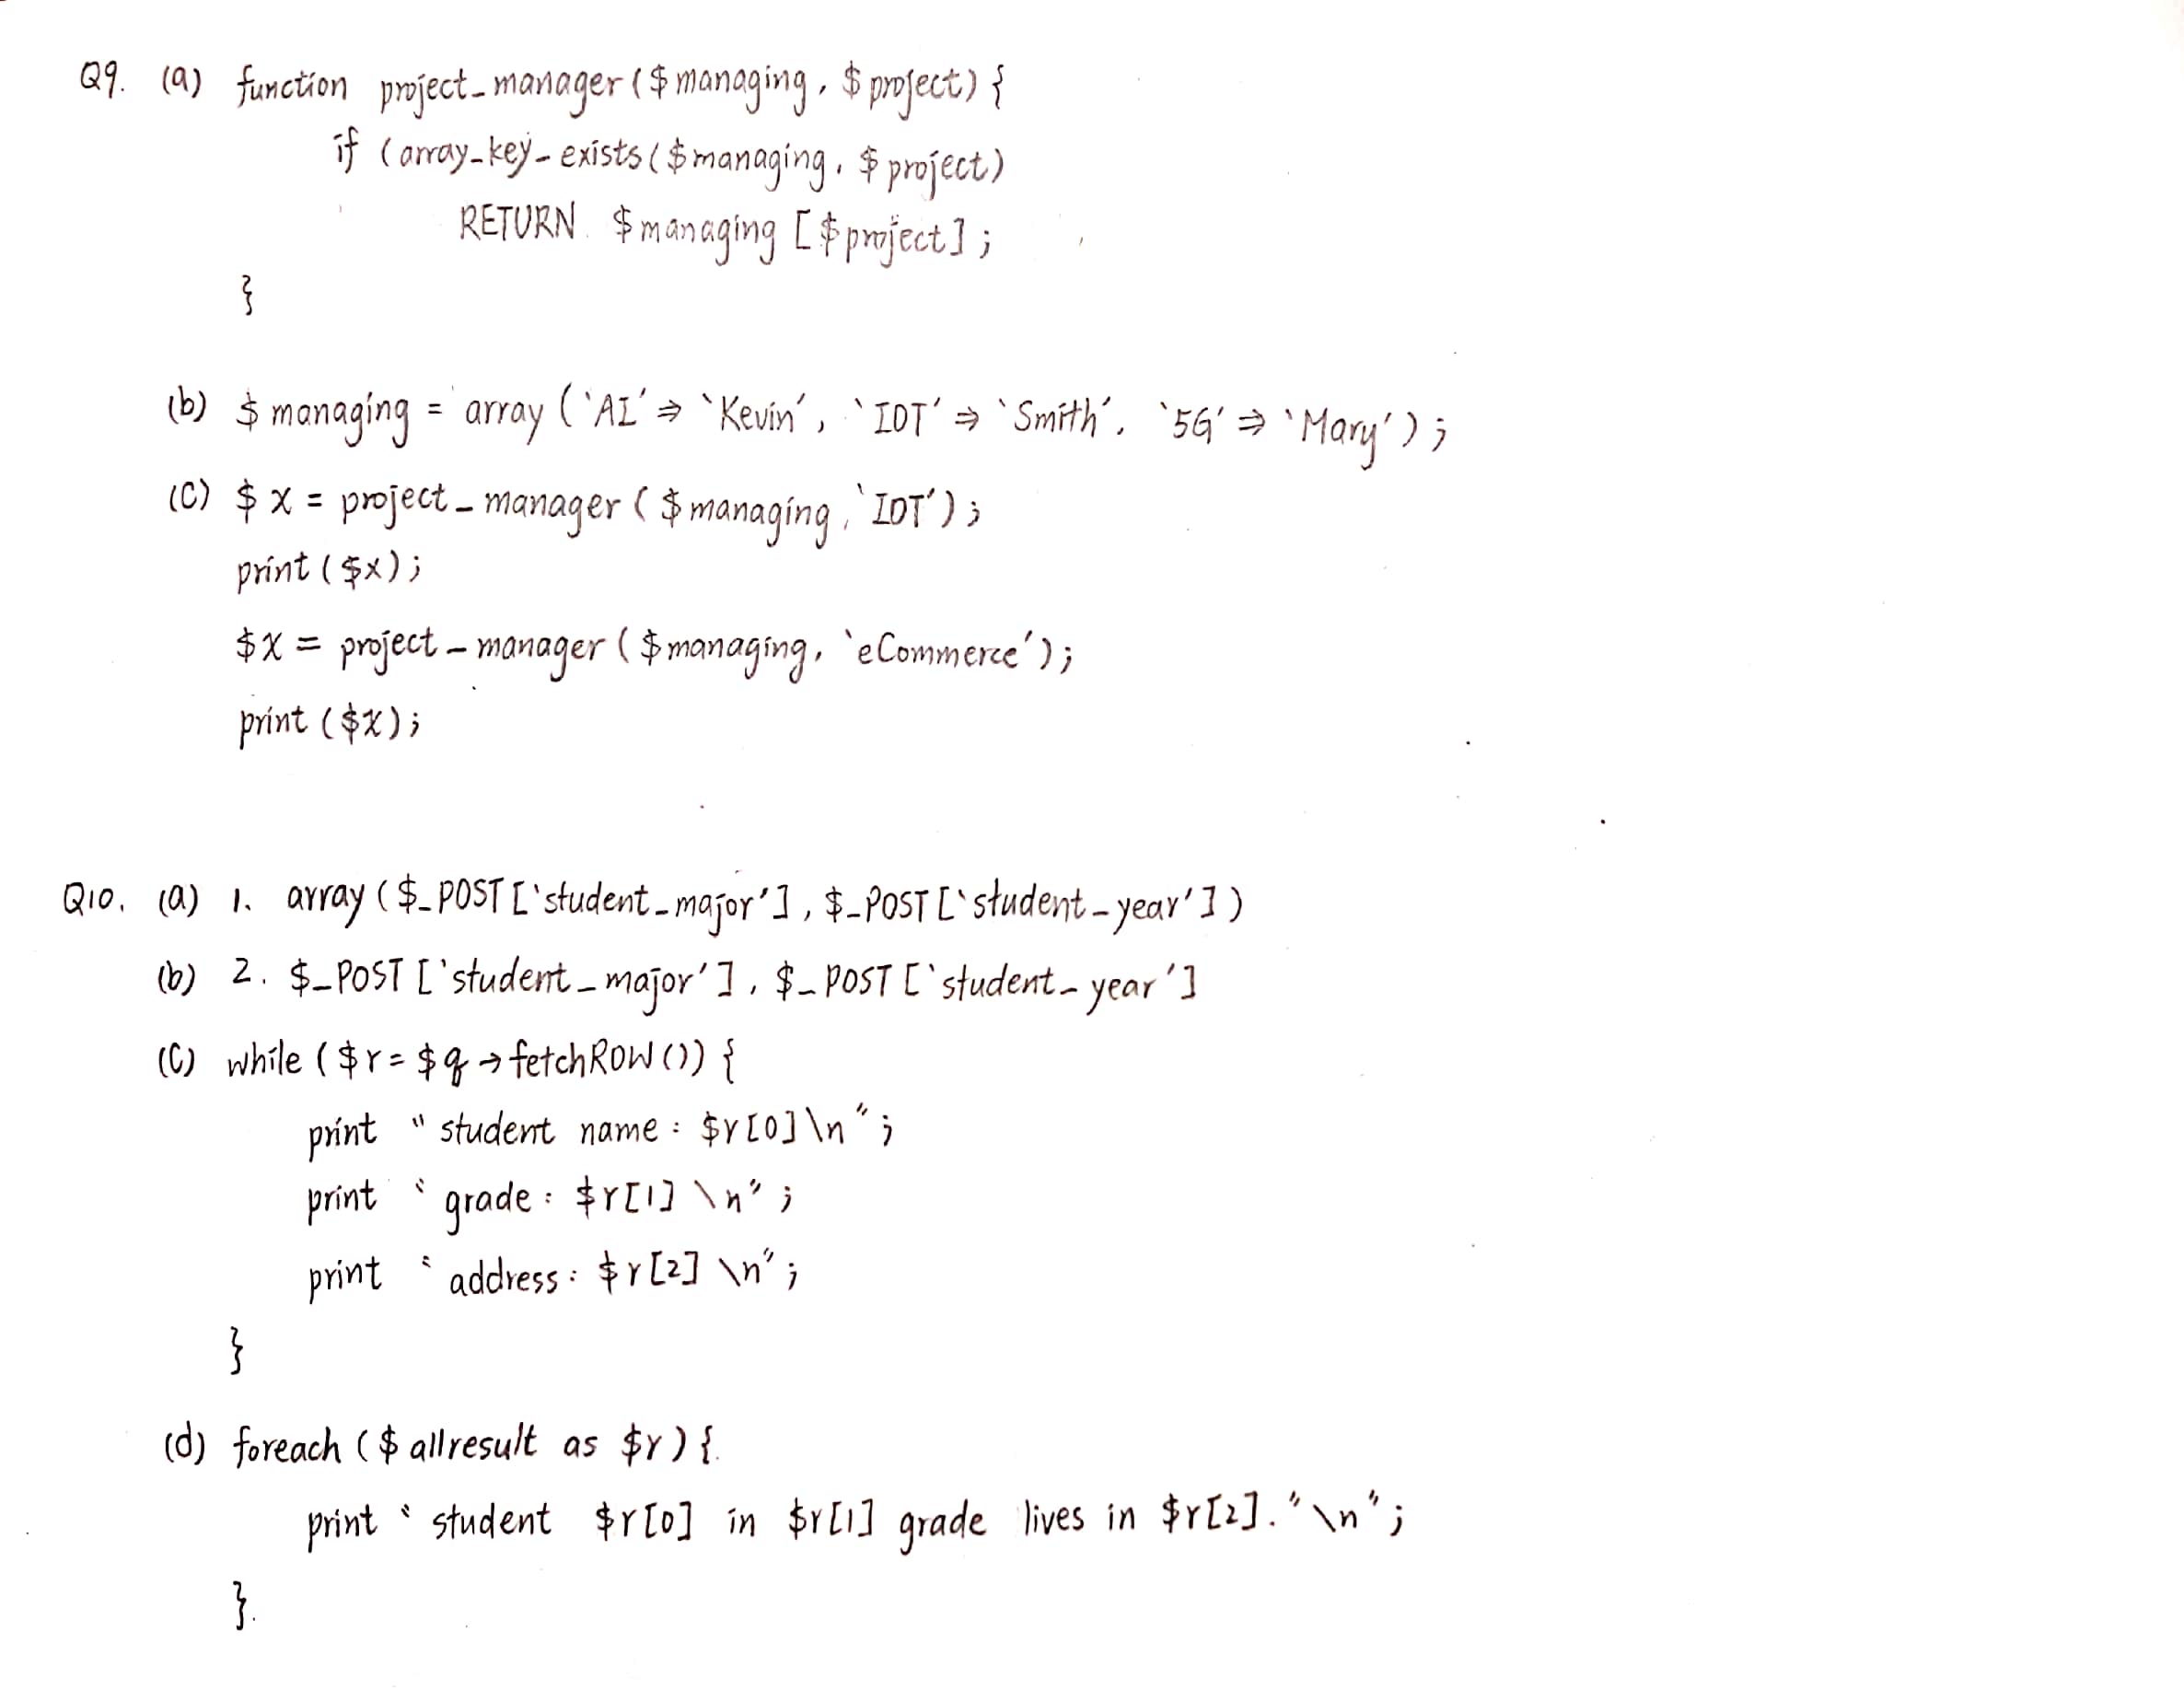 Q9. (a) function project_manager($managing, $project) {
if (array_key_exists($managing, $project)
RETURN $managing [$project];
}
(b) $managing = array (`AI' => `Kevin', `IOT' => `Smith', `5G' => `Mary');
(C) $x = project_manager ($managing, `IOT');
print ($x);
$x = project_manager ($managing, `eCommerce');
print ($x);
Q10. (a) 1. array ($_POST [`student_major'], $_POST [`student_year'])
(b) 2. $_POST [`student_major'], $_POST [`student_year']
(C) while ($r = $q → fetchROW ()) {
print "student name: $r[0]\n";
print "grade: $r[1] \n";
print "address: $r[2] \n";
}
(d) foreach ($allresult as $r) {
print "student $r[0] in $r[1] grade lives in $r[2]."\n";
}.